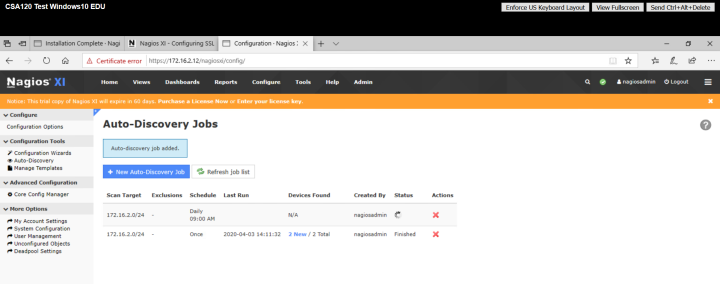 CSA120 Test Windows10 EDU
Enforce US Keyboard Layout
View Fullscreen
Send Ctrl+Alt+Delete
Installation Complete - Nagi
Nagios XI - Configuring SSL
Configuration - Nagios X
Certificate error
https://172.16.2.12/nagiosxi/config/
Nagios® XI
Home Views Dashboards Reports Configure Tools Help Admin
nagiosadmin Logout
Notice: This trial copy of Nagios XI will expire in 60 days. Purchase a License Now or Enter your license key.
Configure
Configuration Options
Configuration Tools
Configuration Wizards
Auto-Discovery
Manage Templates
Advanced Configuration
Core Config Manager
More Options
My Account Settings
System Configuration
User Management
Unconfigured Objects
Deadpool Settings
Auto-Discovery Jobs
Auto-discovery job added.
+ New Auto-Discovery Job
Refresh job list
Scan Target Exclusions Schedule Last Run Devices Found Created By Status Actions
172.16.2.0/24 - Daily 09:00 AM N/A nagiosadmin
172.16.2.0/24 - Once 2020-04-03 14:11:32 2 New / 2 Total nagiosadmin Finished